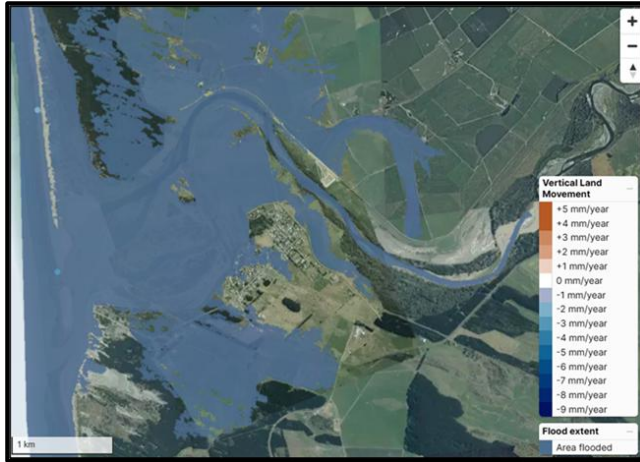 +
−
Vertical Land
Movement
+5 mm/year
+4 mm/year
+3 mm/year
+2 mm/year
+1 mm/year
0 mm/year
-1 mm/year
-2 mm/year
-3 mm/year
-4 mm/year
-5 mm/year
-6 mm/year
-7 mm/year
-8 mm/year
-9 mm/year
Flood extent
Area flooded
1 km